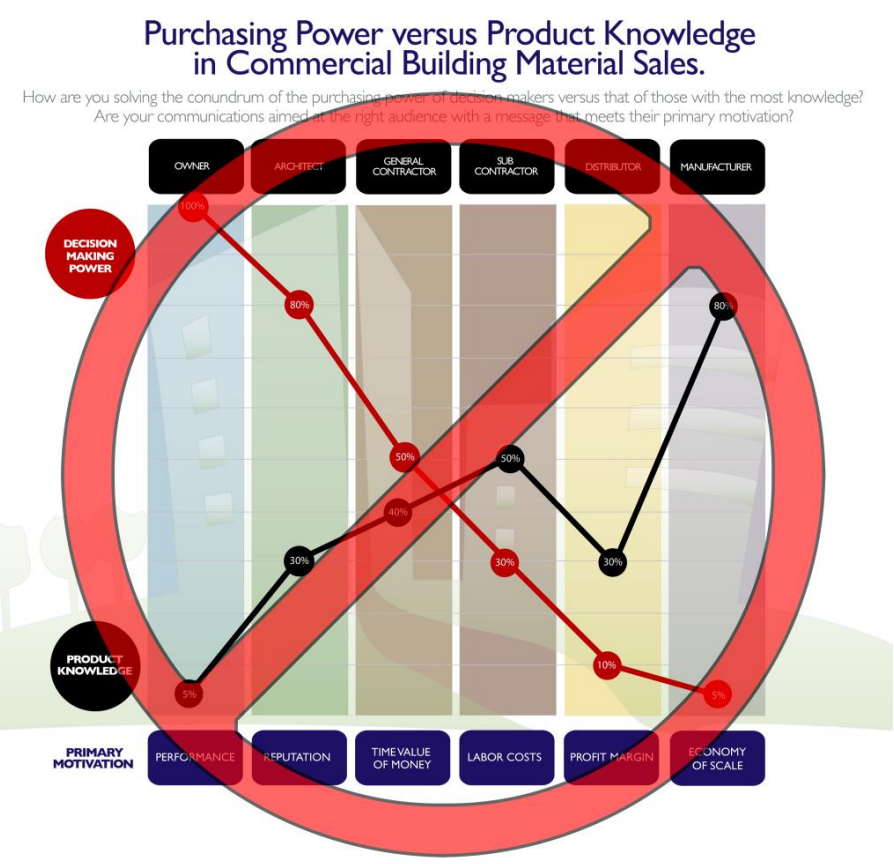 Purchasing Power versus Product Knowledge
in Commercial Building Material Sales.
How are you solving the conundrum of the purchasing power of decision makers versus that of those with the most knowledge?
Are your communications aimed at the right audience with a message that meets their primary motivation?
OWNER
ARCHITECT
GENERAL
CONTRACTOR
SUB
CONTRACTOR
DISTRIBUTOR
MANUFACTURER
100%
DECISION
MAKING
POWER
80%
80%
50%
50%
40%
30%
30%
30%
PRODUCT
KNOWLEDGE
5%
10%
5%
PRIMARY
MOTIVATION
PERFORMANCE
REPUTATION
TIME VALUE
OF MONEY
LABOR COSTS
PROFIT MARGIN
ECONOMY
OF SCALE